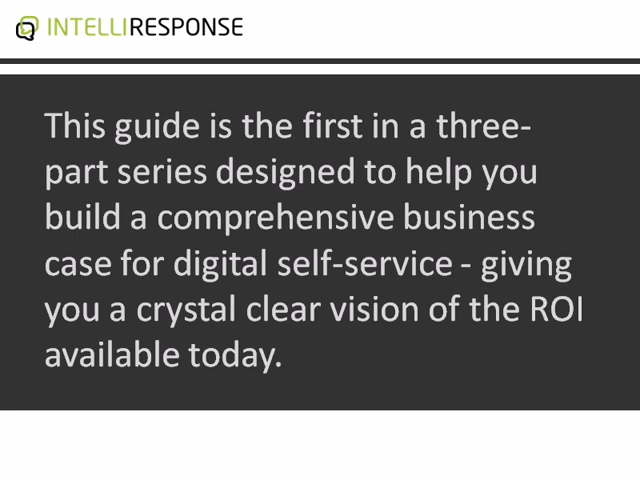 INTELLIRESPONSE
This guide is the first in a three-
part series designed to help you
build a comprehensive business
case for digital self-service - giving
you a crystal clear vision of the ROI
available today.